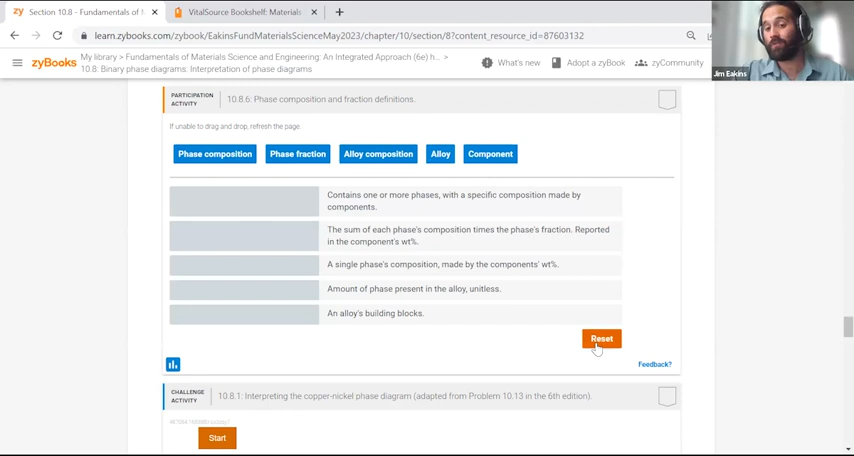 Section 10.8 - Fundamentals of M
VitalSource Bookshelf: Materials
learn.zybooks.com/zybook/EakinsFundMaterialsScienceMay2023/chapter/10/section/8?content_resource_id=87603132
zyBooks
My library > Fundamentals of Materials Science and Engineering: An Integrated Approach (6e) h... >
10.8: Binary phase diagrams: Interpretation of phase diagrams
What's new
Adopt a zyBook
zyCommunity
Jim Eakins
PARTICIPATION
ACTIVITY
10.8.6: Phase composition and fraction definitions.
If unable to drag and drop, refresh the page.
Phase composition
Phase fraction
Alloy composition
Alloy
Component
Contains one or more phases, with a specific composition made by
components.
The sum of each phase's composition times the phase's fraction. Reported
in the component's wt%.
A single phase's composition, made by the components' wt%.
Amount of phase present in the alloy, unitless.
An alloy's building blocks.
Reset
Feedback?
CHALLENGE
ACTIVITY
10.8.1: Interpreting the copper-nickel phase diagram (adapted from Problem 10.13 in the 6th edition).
Start